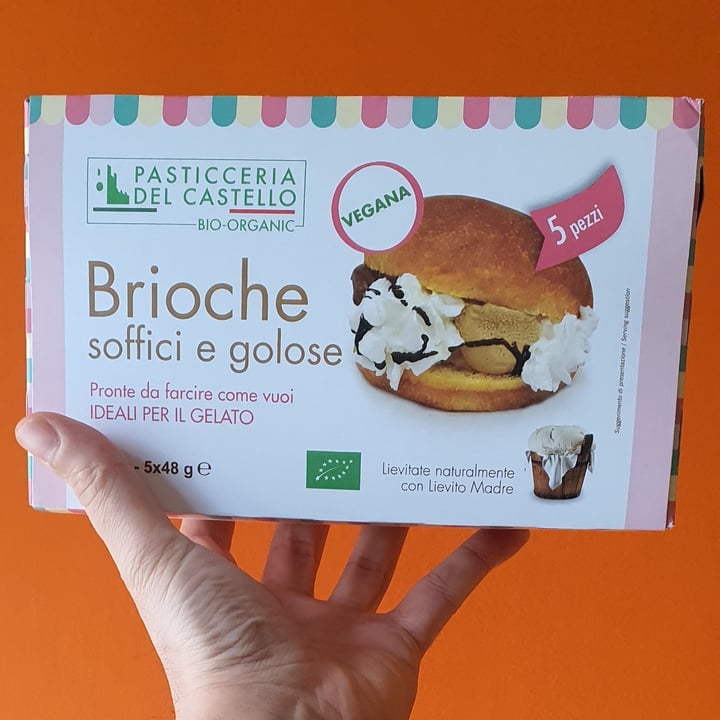 PASTICCERIA
DEL CASTELLO
BIO-ORGANIC
VEGANA
5 pezzi
Brioche
soffici e golose
Pronte da farcire come vuoi
IDEALI PER IL GELATO
- 5x48 g ℮
Lievitate naturalmente
con Lievito Madre
Suggerimento di presentazione / Serving suggestion